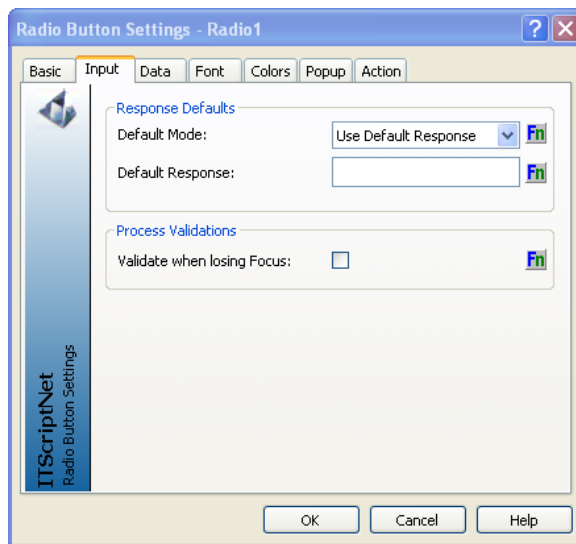 Radio Button Settings - Radio1
?
Basic Input Data Font Colors Popup Action
Response Defaults
Default Mode: Use Default Response Fn
Default Response: Fn
Process Validations
Validate when losing Focus: Fn
ITScriptNet
Radio Button Settings
OK Cancel Help